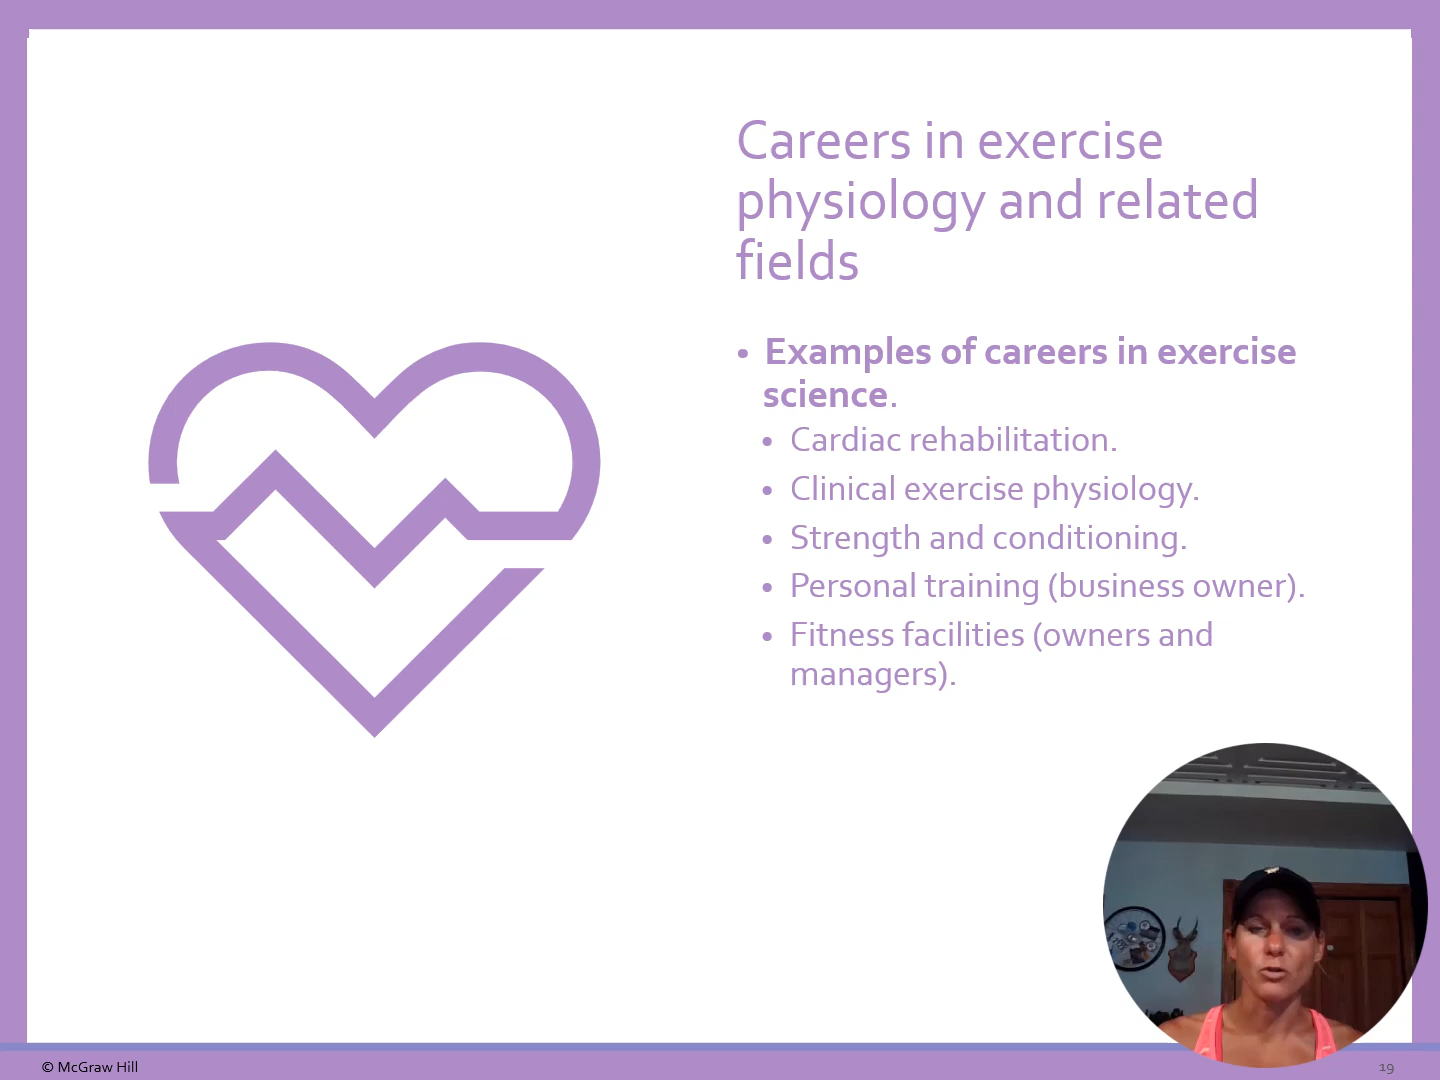 Careers in exercise
physiology and related
fields
• Examples of careers in exercise
science.
• Cardiac rehabilitation.
• Clinical exercise physiology.
• Strength and conditioning.
• Personal training (business owner).
• Fitness facilities (owners and
managers).
© McGraw Hill
19